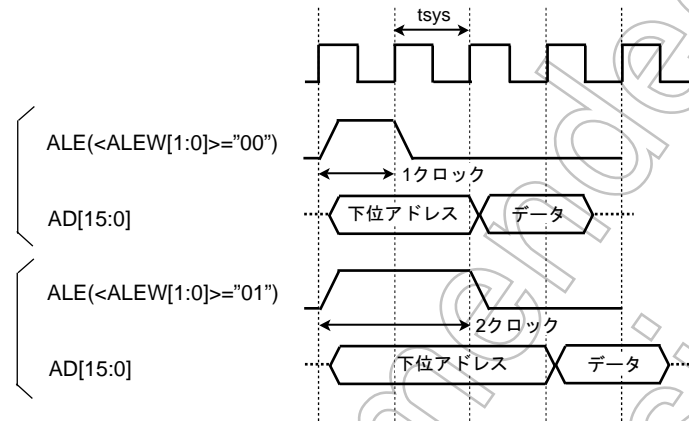 tsys
ALE(<ALEW[1:0]>="00")
1クロック
AD[15:0]
下位アドレス
データ
ALE(<ALEW[1:0]>="01")
2クロック
AD[15:0]
下位アドレス
データ